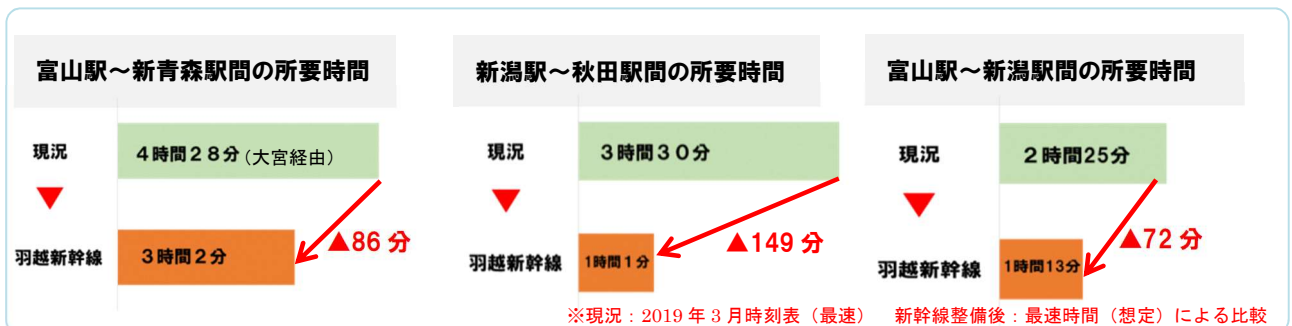 富山駅～新青森駅間の所要時間
現況
4時間28分(大宮経由)
▼
羽越新幹線
3時間2分
▲86 分
新潟駅～秋田駅間の所要時間
現況
3時間30分
▼
羽越新幹線
1時間1分
▲149 分
富山駅～新潟駅間の所要時間
現況
2時間25分
▼
羽越新幹線
1時間13分
▲72 分
※現況：2019 年 3 月時刻表（最速） 新幹線整備後：最速時間（想定）による比較